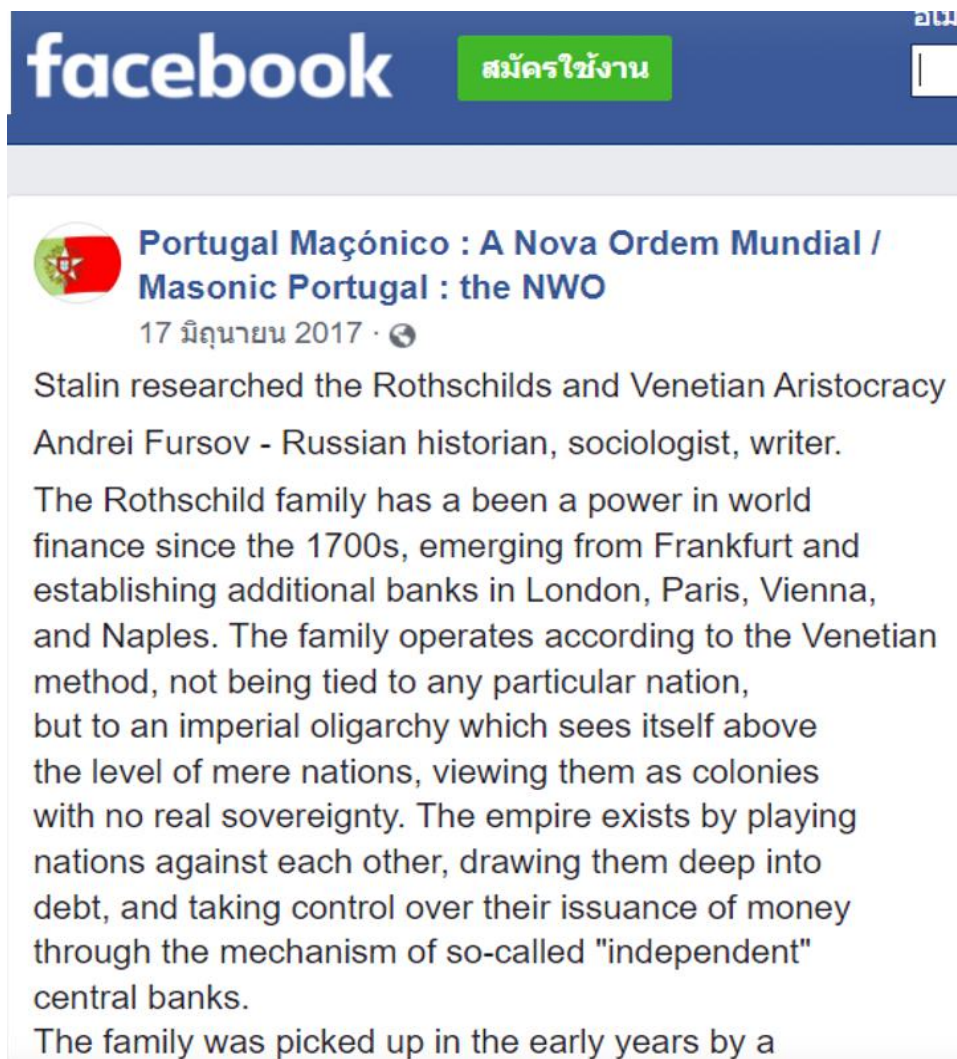 facebook
สมัครใช้งาน
Portugal Maçónico : A Nova Ordem Mundial /
Masonic Portugal : the NWO
17 มิถุนายน 2017 ·
Stalin researched the Rothschilds and Venetian Aristocracy
Andrei Fursov - Russian historian, sociologist, writer.
The Rothschild family has a been a power in world
finance since the 1700s, emerging from Frankfurt and
establishing additional banks in London, Paris, Vienna,
and Naples. The family operates according to the Venetian
method, not being tied to any particular nation,
but to an imperial oligarchy which sees itself above
the level of mere nations, viewing them as colonies
with no real sovereignty. The empire exists by playing
nations against each other, drawing them deep into
debt, and taking control over their issuance of money
through the mechanism of so-called "independent"
central banks.
The family was picked up in the early years by a